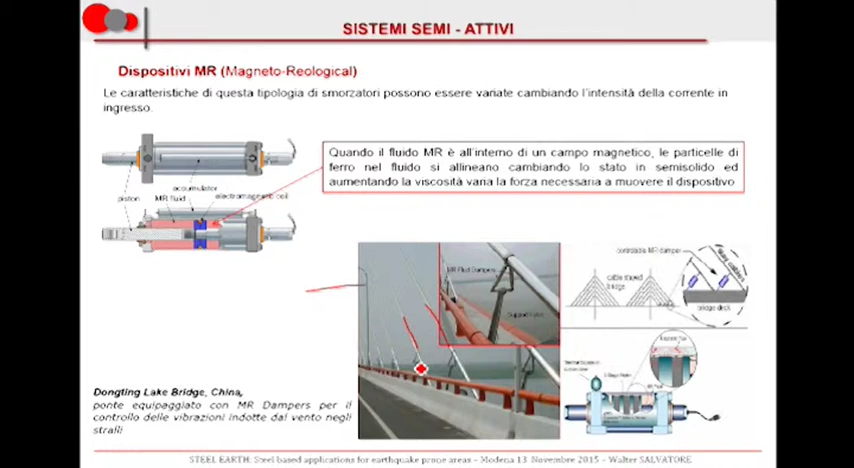 SISTEMI SEMI - ATTIVI
Dispositivi MR (Magneto-Reological)
Le caratteristiche di questa tipologia di smorzatori possono essere variate cambiando l'intensità della corrente in
ingresso.
Quando il fluido MR è all'interno di un campo magnetico, le particelle di
ferro nel fluido si allineano cambiando lo stato in semisolido ed
aumentando la viscosità varia la forza necessaria a muovere il dispositivo
accumulator
piston
MR fluid
electromagnetic coil
MR Fluid Dampers
controllable MR damper
cable stayed
bridge
bridge deck
Dongting Lake Bridge, China,
ponte equipaggiato con MR Dampers per il
controllo delle vibrazioni indotte dal vento negli
stralli
STEEL EARTH: Steel based applications for earthquake prone areas – Modena 13 Novembre 2015 – Walter SALVATORE